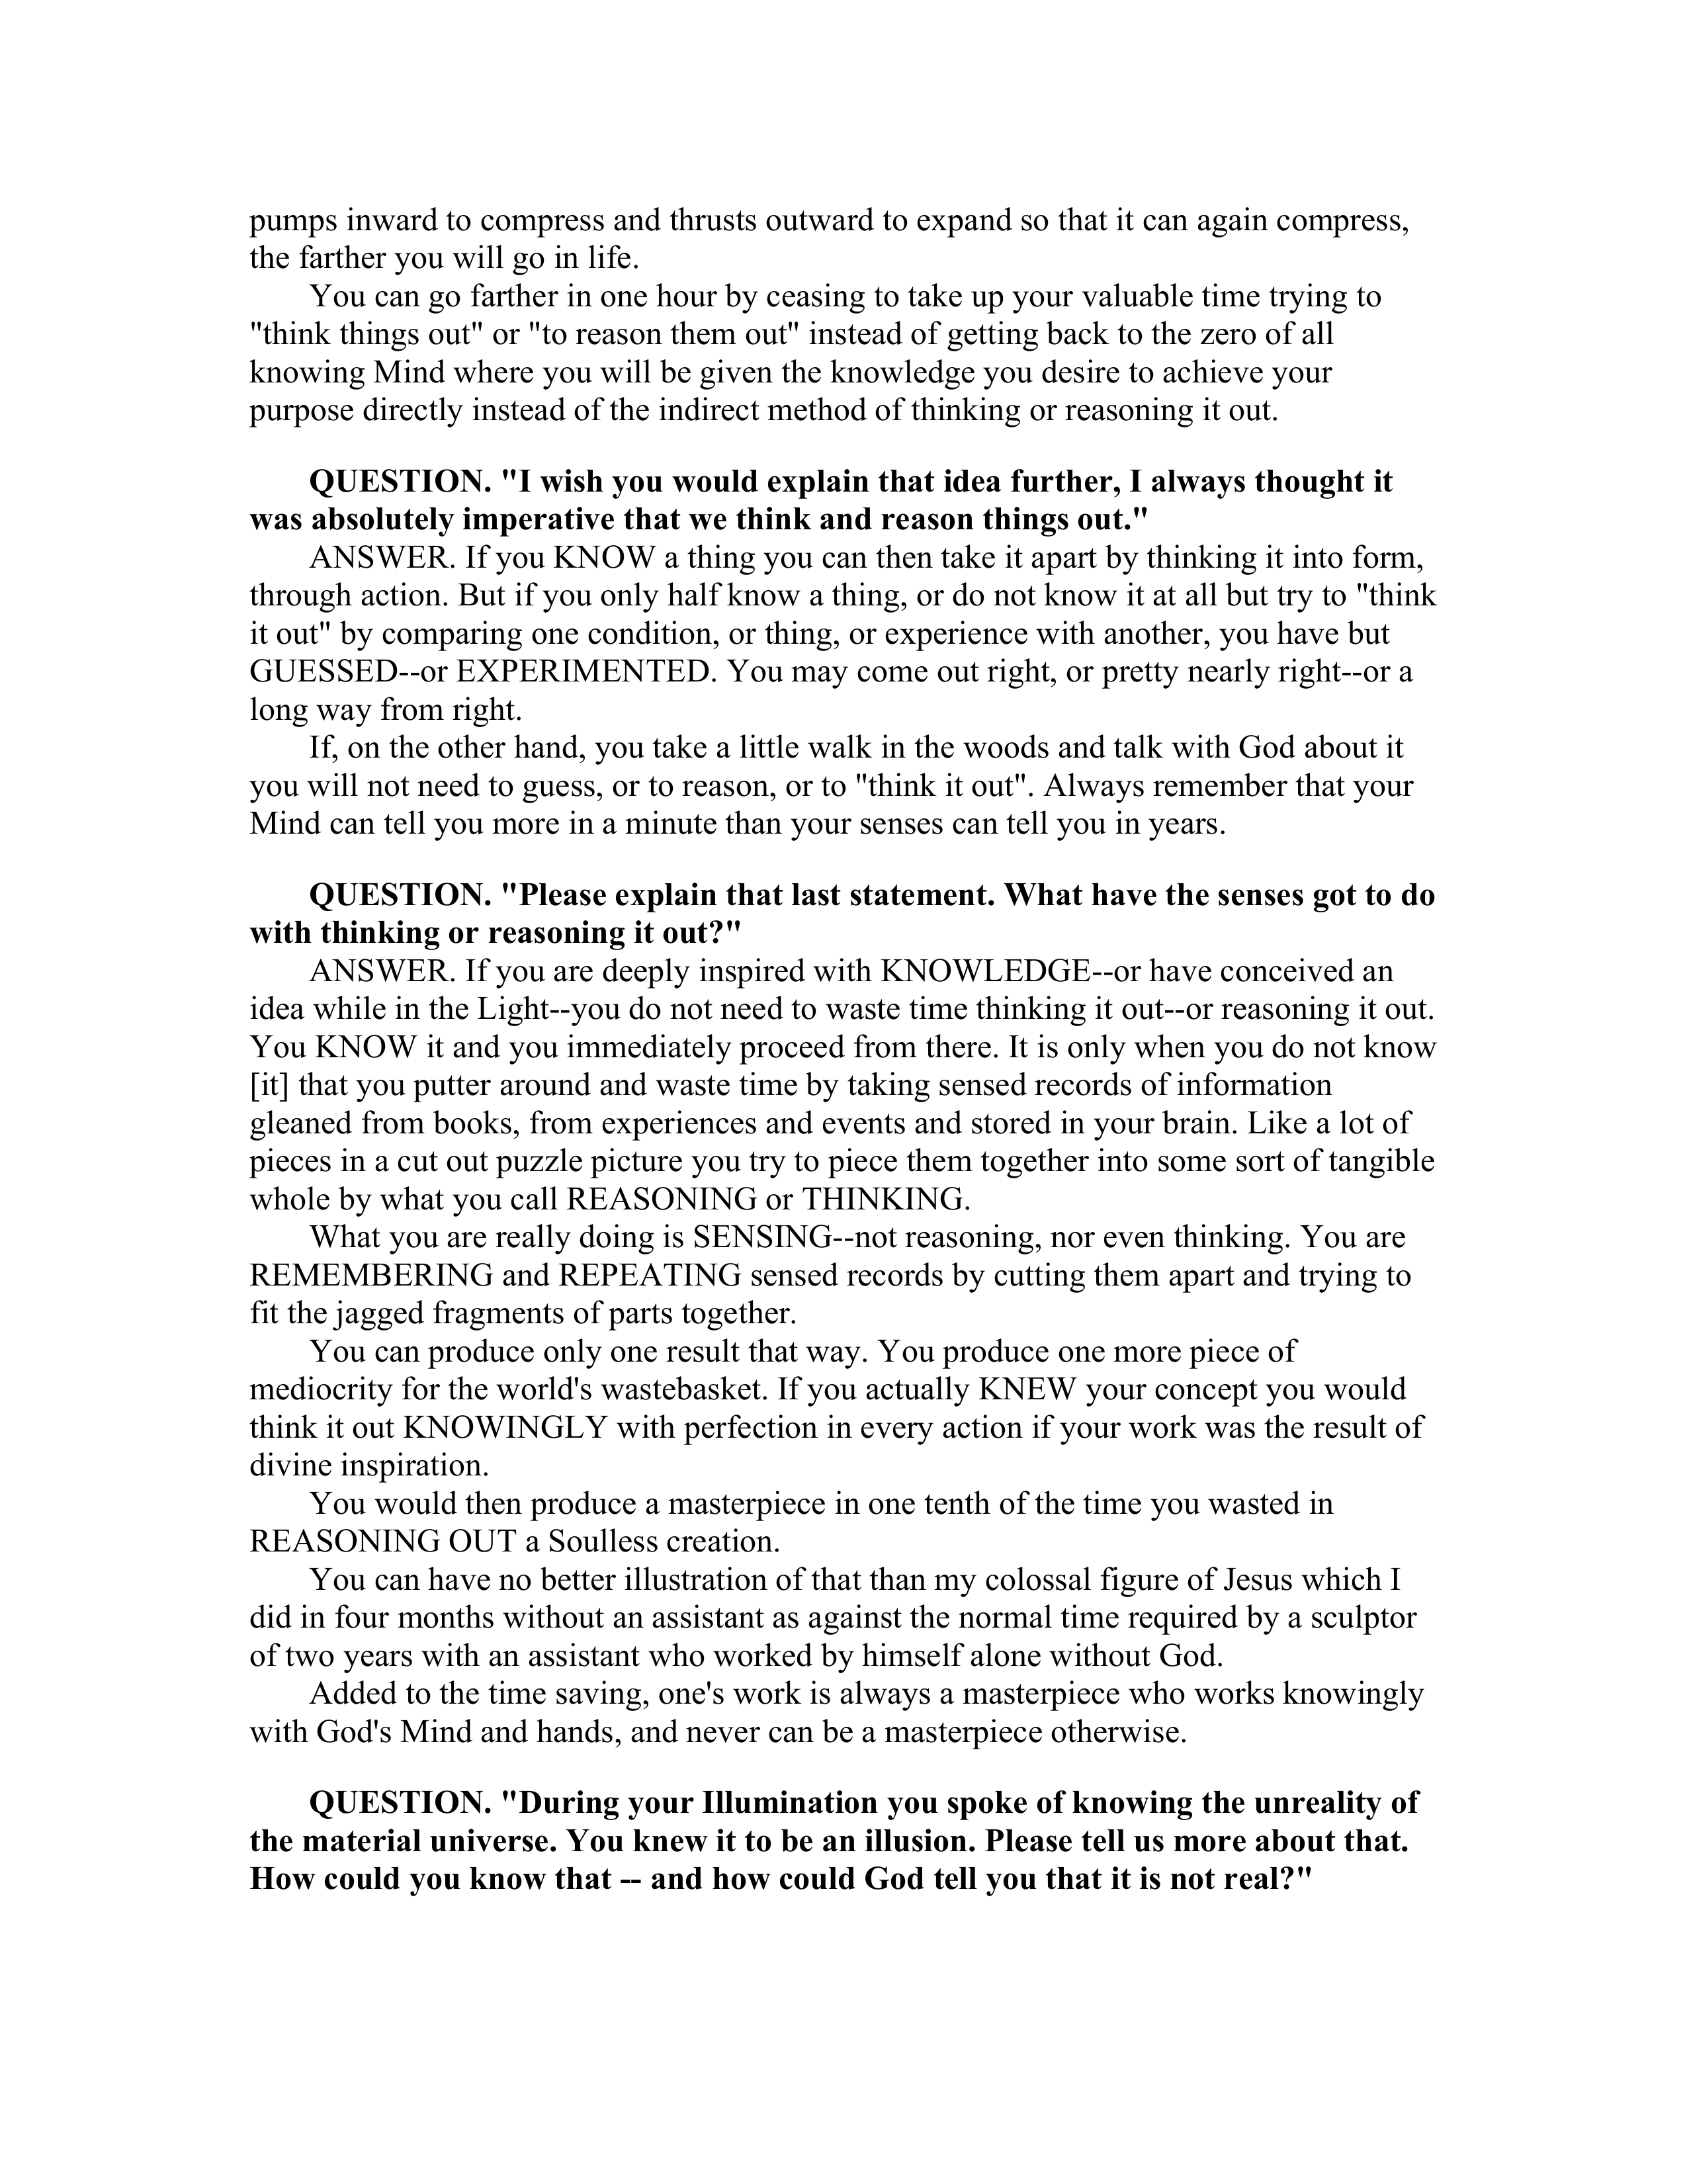 pumps inward to compress and thrusts outward to expand so that it can again compress,
the farther you will go in life.
You can go farther in one hour by ceasing to take up your valuable time trying to
"think things out" or "to reason them out" instead of getting back to the zero of all
knowing Mind where you will be given the knowledge you desire to achieve your
purpose directly instead of the indirect method of thinking or reasoning it out.
QUESTION. "I wish you would explain that idea further, I always thought it
was absolutely imperative that we think and reason things out."
ANSWER. If you KNOW a thing you can then take it apart by thinking it into form,
through action. But if you only half know a thing, or do not know it at all but try to "think
it out" by comparing one condition, or thing, or experience with another, you have but
GUESSED--or EXPERIMENTED. You may come out right, or pretty nearly right--or a
long way from right.
If, on the other hand, you take a little walk in the woods and talk with God about it
you will not need to guess, or to reason, or to "think it out". Always remember that your
Mind can tell you more in a minute than your senses can tell you in years.
QUESTION. "Please explain that last statement. What have the senses got to do
with thinking or reasoning it out?"
ANSWER. If you are deeply inspired with KNOWLEDGE--or have conceived an
idea while in the Light--you do not need to waste time thinking it out--or reasoning it out.
You KNOW it and you immediately proceed from there. It is only when you do not know
[it] that you putter around and waste time by taking sensed records of information
gleaned from books, from experiences and events and stored in your brain. Like a lot of
pieces in a cut out puzzle picture you try to piece them together into some sort of tangible
whole by what you call REASONING or THINKING.
What you are really doing is SENSING--not reasoning, nor even thinking. You are
REMEMBERING and REPEATING sensed records by cutting them apart and trying to
fit the jagged fragments of parts together.
You can produce only one result that way. You produce one more piece of
mediocrity for the world's wastebasket. If you actually KNEW your concept you would
think it out KNOWINGLY with perfection in every action if your work was the result of
divine inspiration.
You would then produce a masterpiece in one tenth of the time you wasted in
REASONING OUT a Soulless creation.
You can have no better illustration of that than my colossal figure of Jesus which I
did in four months without an assistant as against the normal time required by a sculptor
of two years with an assistant who worked by himself alone without God.
Added to the time saving, one's work is always a masterpiece who works knowingly
with God's Mind and hands, and never can be a masterpiece otherwise.
QUESTION. "During your Illumination you spoke of knowing the unreality of
the material universe. You knew it to be an illusion. Please tell us more about that.
How could you know that -- and how could God tell you that it is not real?"